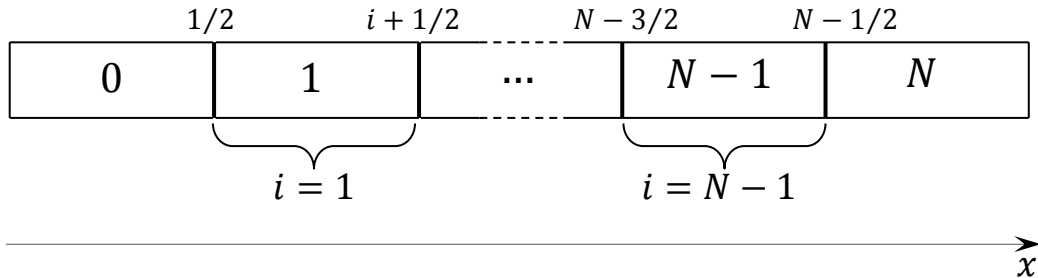 1/2 i + 1/2 N − 3/2 N − 1/2
0 1 ... N − 1 N
i = 1 i = N − 1
x